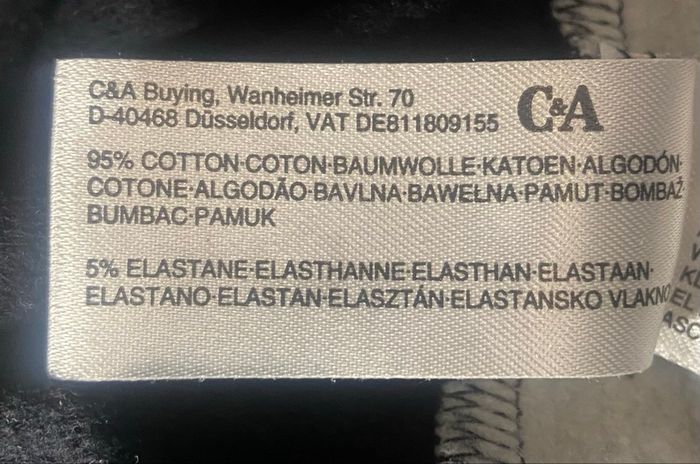 C&A Buying, Wanheimer Str. 70
D-40468 Düsseldorf, VAT DE811809155
C&A
95% COTTON·COTON·BAUMWOLLE·KATOEN·ALGODÓN·
COTONE·ALGODÃO·BAVLNA·BAWEŁNA·PAMUT·BOMBAŽ
BUMBAC·PAMUK
5% ELASTANE·ELASTHANNE·ELASTHAN·ELASTAAN·
ELASTANO·ELASTAN·ELASZTÁN·ELASTANSKO VLAKNO